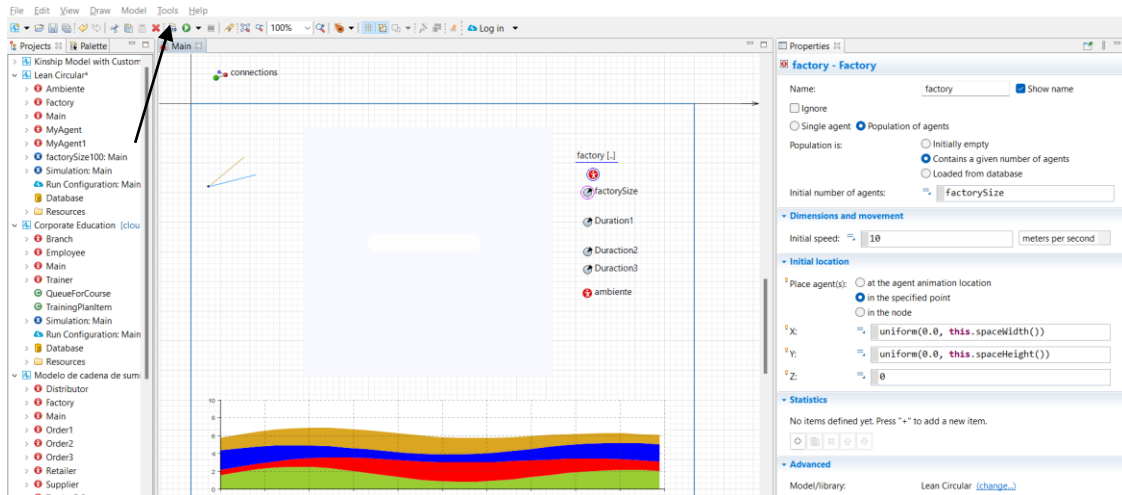 File Edit View Draw Model Tools Help
100% Log in
Projects Palette
Kinship Model with Custom
Lean Circular*
Ambiente
Factory
Main
MyAgent
MyAgent1
factorySize100: Main
Simulation: Main
Run Configuration: Main
Database
Resources
Corporate Education [clou
Branch
Employee
Main
Trainer
QueueForCourse
TrainingPlanItem
Simulation: Main
Run Configuration: Main
Database
Resources
Modelo de cadena de sumi
Distributor
Factory
Main
Order1
Order2
Order3
Retailer
Supplier
Main
connections
factory [..]
factorySize
Duration1
Duraction2
Duraction3
ambiente
10
8
6
4
2
0
Properties
factory - Factory
Name: factory Show name
Ignore
Single agent Population of agents
Population is: Initially empty
Contains a given number of agents
Loaded from database
Initial number of agents: factorySize
Dimensions and movement
Initial speed: 10 meters per second
Initial location
Place agent(s): at the agent animation location
in the specified point
in the node
X: uniform(0.0, this.spaceWidth())
Y: uniform(0.0, this.spaceHeight())
Z: 0
Statistics
No items defined yet. Press "+" to add a new item.
Advanced
Model/library: Lean Circular (change...)